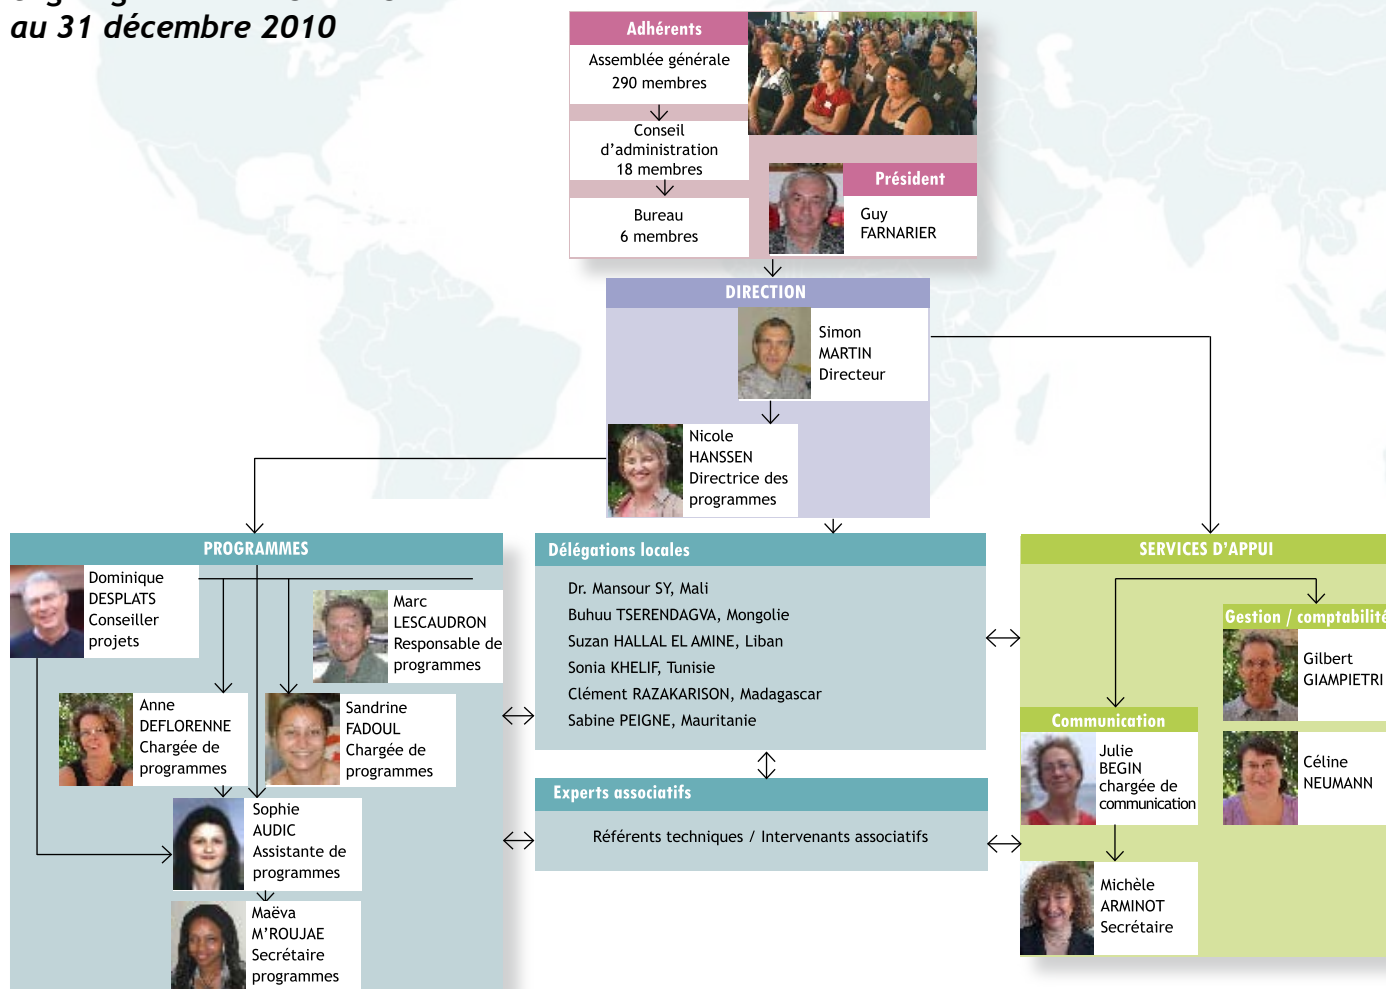 au 31 décembre 2010
Adhérents
Assemblée générale
290 membres
Conseil
d'administration
18 membres
Bureau
6 membres
Président
Guy
FARNARIER
DIRECTION
Simon
MARTIN
Directeur
Nicole
HANSSEN
Directrice des
programmes
PROGRAMMES
Dominique
DESPLATS
Conseiller
projets
Marc
LESCAUDRON
Responsable de
programmes
Anne
DEFLORENNE
Chargée de
programmes
Sandrine
FADOUL
Chargée de
programmes
Sophie
AUDIC
Assistante de
programmes
Maëva
M'ROUJAE
Secrétaire
programmes
Délégations locales
Dr. Mansour SY, Mali
Buhuu TSERENDAGVA, Mongolie
Suzan HALLAL EL AMINE, Liban
Sonia KHELIF, Tunisie
Clément RAZAKARISON, Madagascar
Sabine PEIGNE, Mauritanie
Experts associatifs
Référents techniques / Intervenants associatifs
SERVICES D'APPUI
Gestion / comptabilité
Gilbert
GIAMPIETRI
Céline
NEUMANN
Communication
Julie
BEGIN
chargée de
communication
Michèle
ARMINOT
Secrétaire